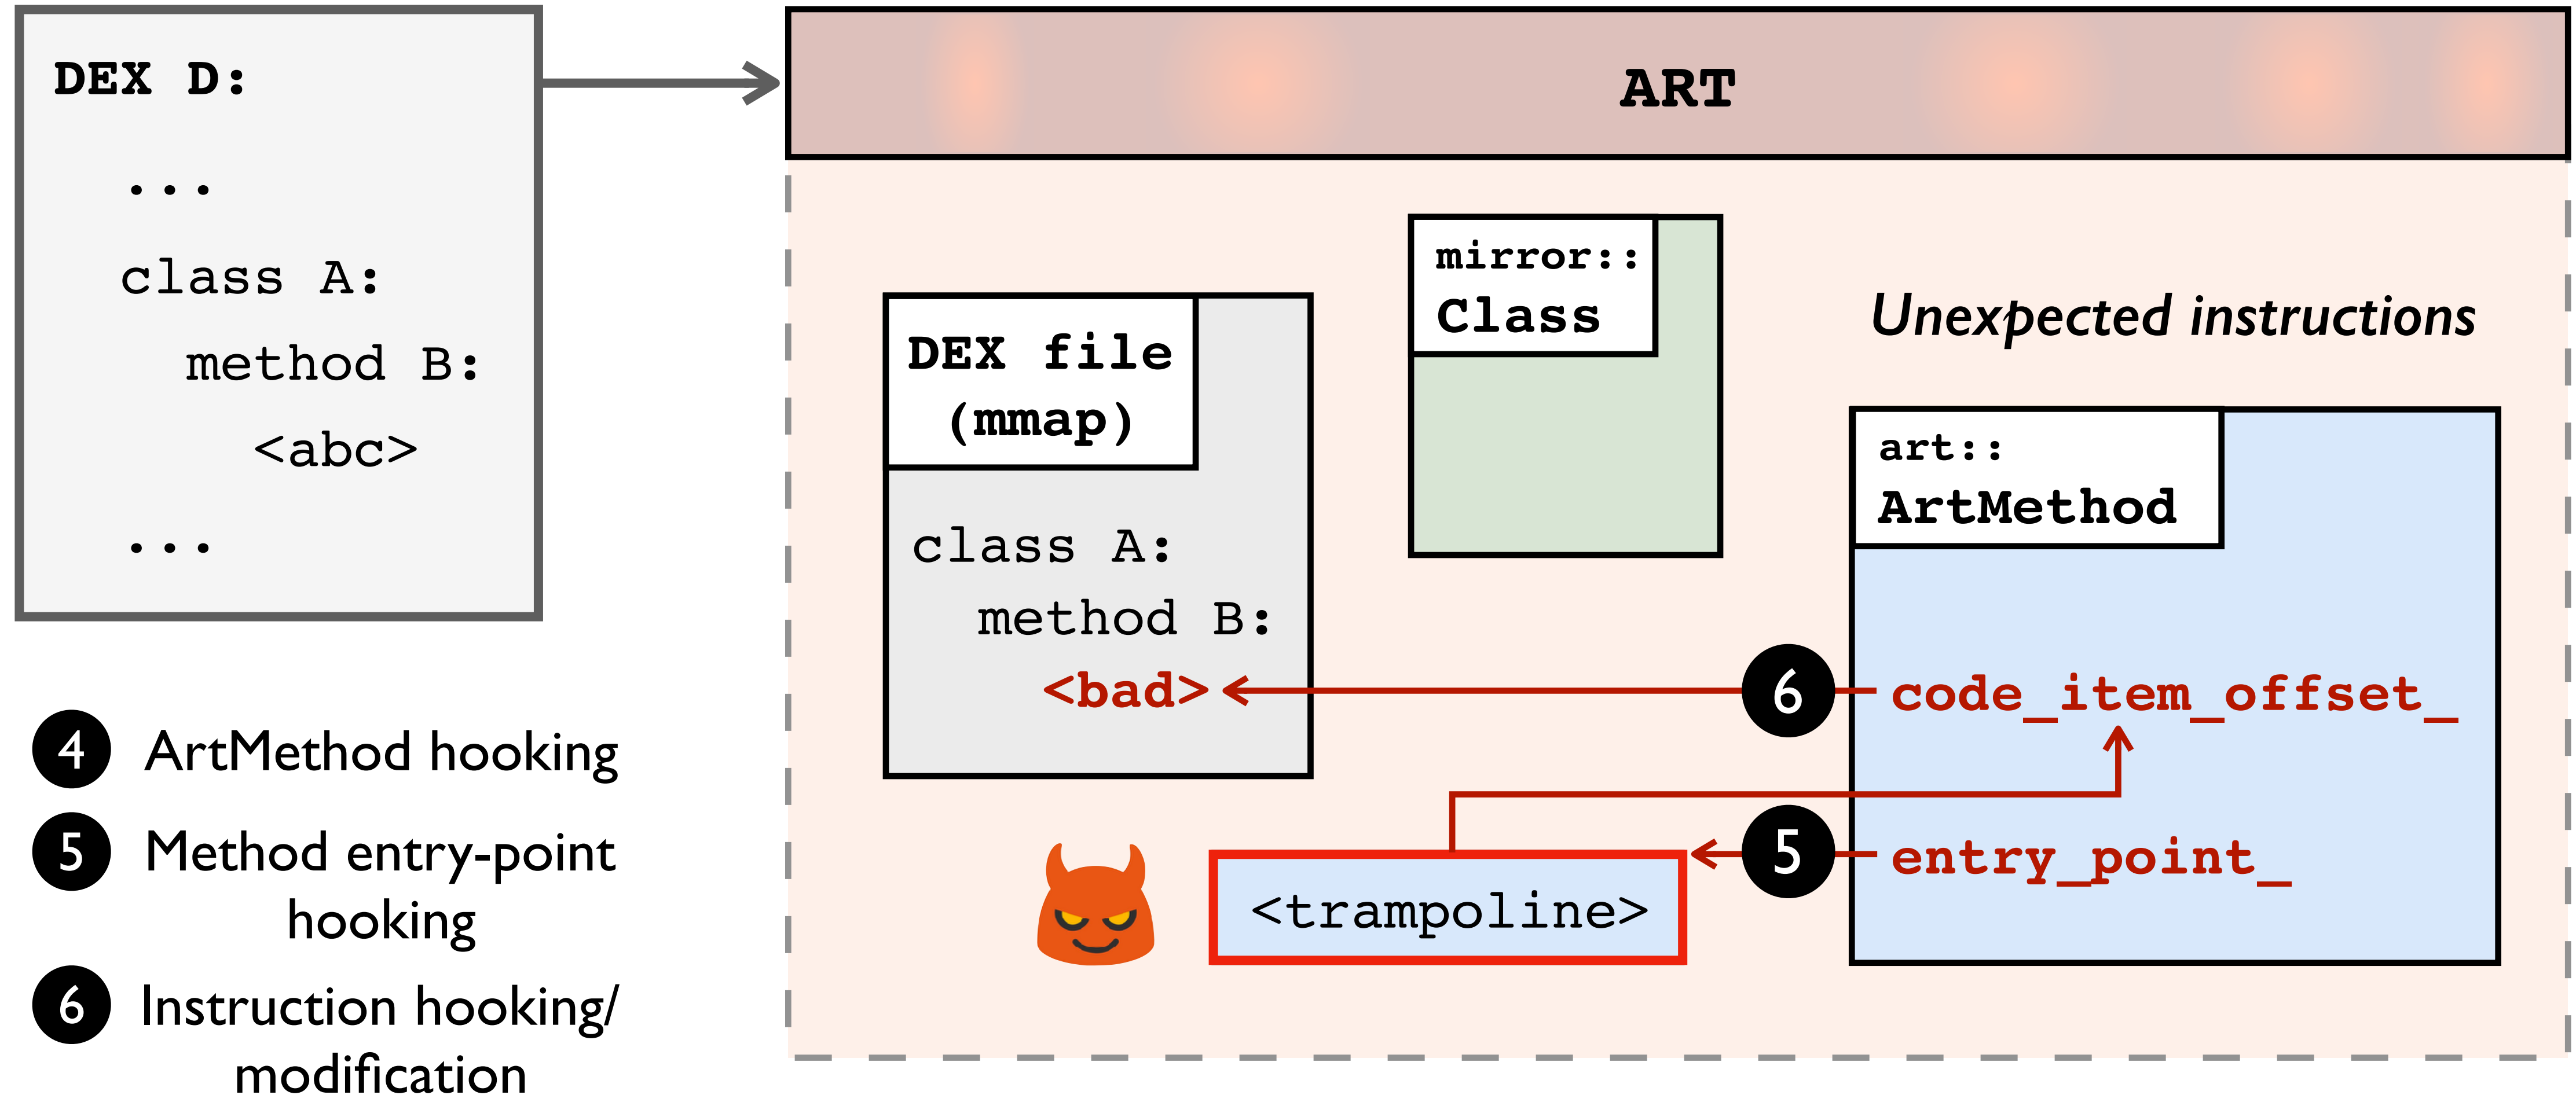 DEX D:
...
class A:
method B:
<abc>
...
4 ArtMethod hooking
5 Method entry-point
hooking
6 Instruction hooking/
modification
ART
mirror::
Class
Unexpected instructions
DEX file
(mmap)
class A:
method B:
<bad>
art::
ArtMethod
6 code_item_offset_
5 entry_point_
<trampoline>